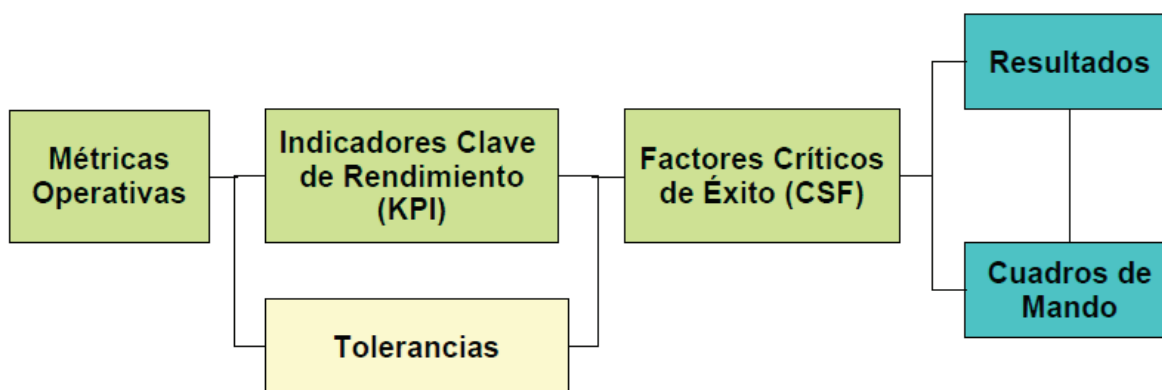 Métricas
Operativas
Indicadores Clave
de Rendimiento
(KPI)
Tolerancias
Factores Críticos
de Éxito (CSF)
Resultados
Cuadros de
Mando